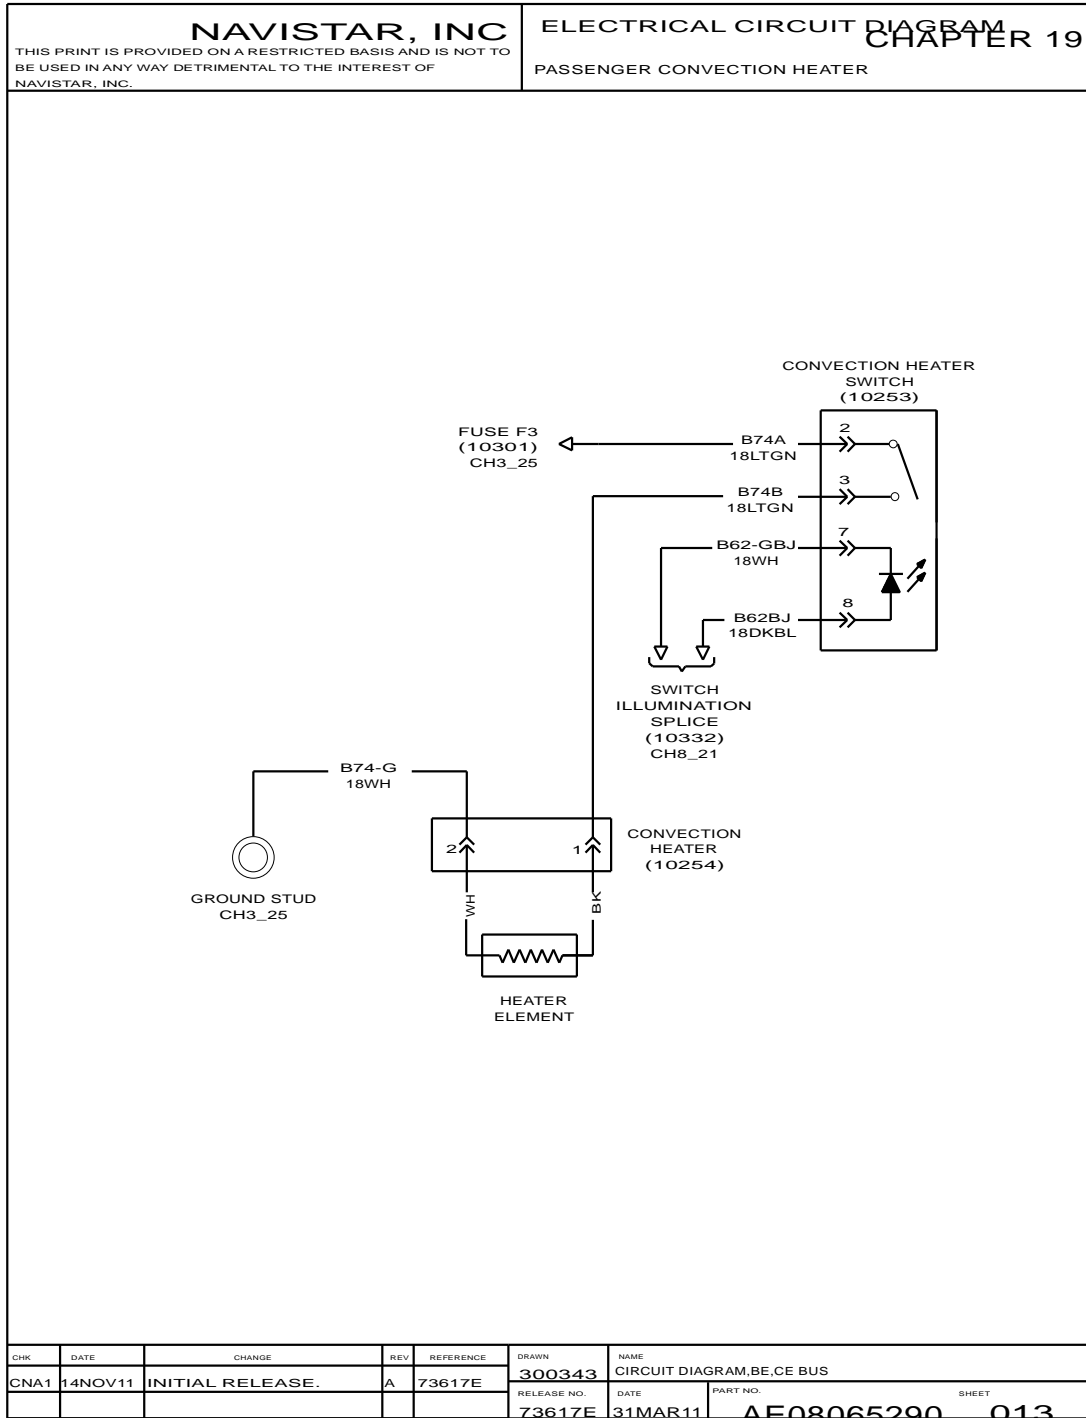 NAVISTAR, INC
THIS PRINT IS PROVIDED ON A RESTRICTED BASIS AND IS NOT TO
BE USED IN ANY WAY DETRIMENTAL TO THE INTEREST OF
NAVISTAR, INC.
ELECTRICAL CIRCUIT DIAGRAM
CHAPTER 19
PASSENGER CONVECTION HEATER
CONVECTION HEATER
SWITCH
(10253)
FUSE F3
(10301)
CH3_25
B74A
18LTGN
2
B74B
18LTGN
3
B62-GBJ
18WH
7
B62BJ
18DKBL
8
SWITCH
ILLUMINATION
SPLICE
(10332)
CH8_21
B74-G
18WH
GROUND STUD
CH3_25
2
1
CONVECTION
HEATER
(10254)
WH
BK
HEATER
ELEMENT
CHK DATE CHANGE REV REFERENCE
CNA1 14NOV11 INITIAL RELEASE. A 73617E
DRAWN
300343
NAME
CIRCUIT DIAGRAM,BE,CE BUS
RELEASE NO.
73617E
DATE
31MAR11
PART NO.
AE08065290
SHEET
013